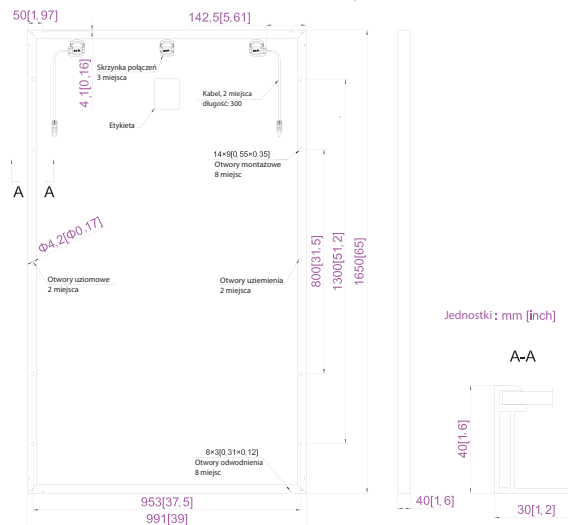 50[1,97]
142.5[5.61]
4,1[0,16]
Skrzynka połączeń
3 miejsca
Kabel, 2 miejsca
długość: 300
Etykieta
14×9[0.55×0.35]
Otwory montażowe
8 miejsc
A A
Φ4,2[Φ0,17]
Otwory uziomowe
2 miejsca
Otwory uziemienia
2 miejsca
800[31,5]
1300[51,2]
1650[65]
Jednostki : mm [inch]
A-A
40[1,6]
30[1,2]
8×3[0,31×0,12]
Otwory odwodnienia
8 miejsc
953[37,5]
991[39]
40[1,6]